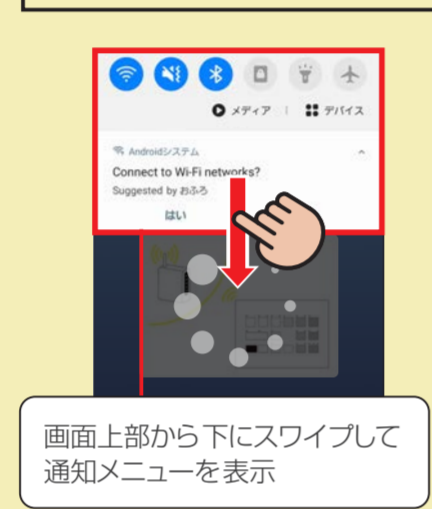 メディア | デバイス
Androidシステム
Connect to Wi-Fi networks?
Suggested by おふろ
はい
画面上部から下にスワイプして
通知メニューを表示